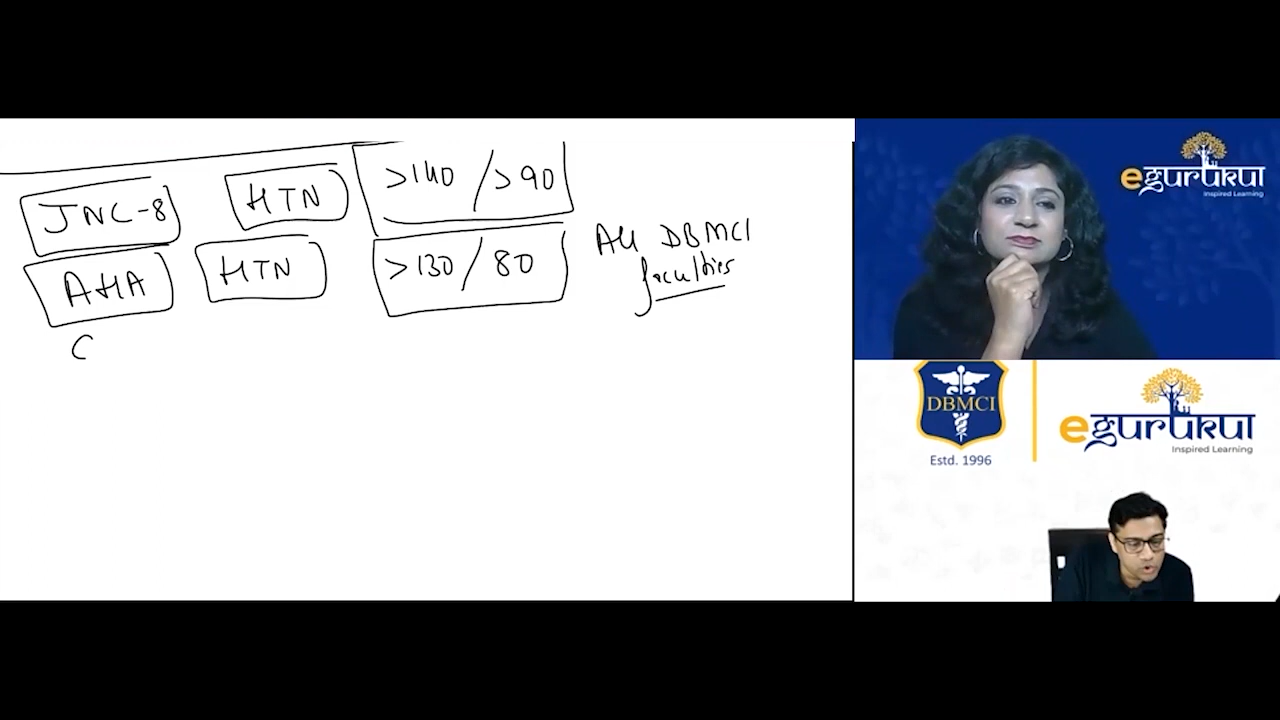 JNC-8 HTN >140 / >90
AHA HTN >130 / 80
All DBMCI
faculties
C
egurukul
Inspired Learning
DBMCI
Estd. 1996
egurukul
Inspired Learning